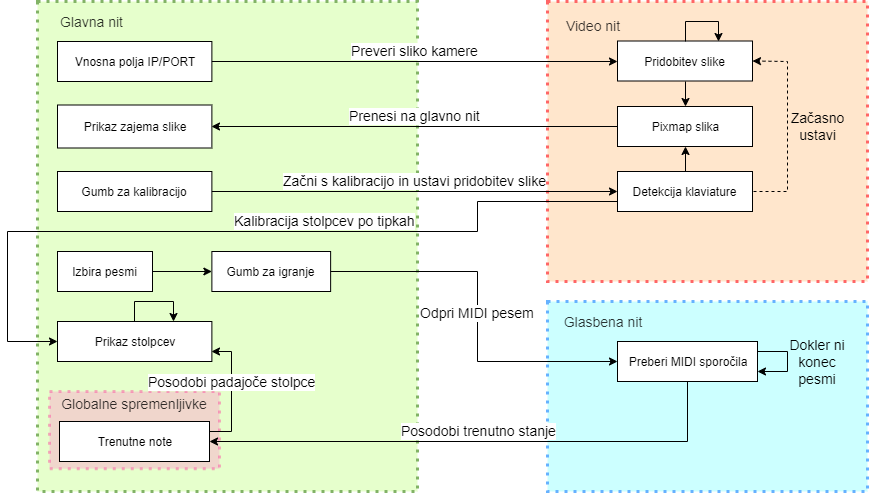 Glavna nit
Video nit
Vnosna polja IP/PORT
Preveri sliko kamere
Pridobitev slike
Prikaz zajema slike
Prenesi na glavno nit
Pixmap slika
Začasno
ustavi
Gumb za kalibracijo
Začni s kalibracijo in ustavi pridobitev slike
Detekcija klaviature
Kalibracija stolpcev po tipkah
Izbira pesmi
Gumb za igranje
Odpri MIDI pesem
Glasbena nit
Prikaz stolpcev
Preberi MIDI sporočila
Dokler ni
konec
pesmi
Posodobi padajoče stolpce
Globalne spremenljivke
Trenutne note
Posodobi trenutno stanje